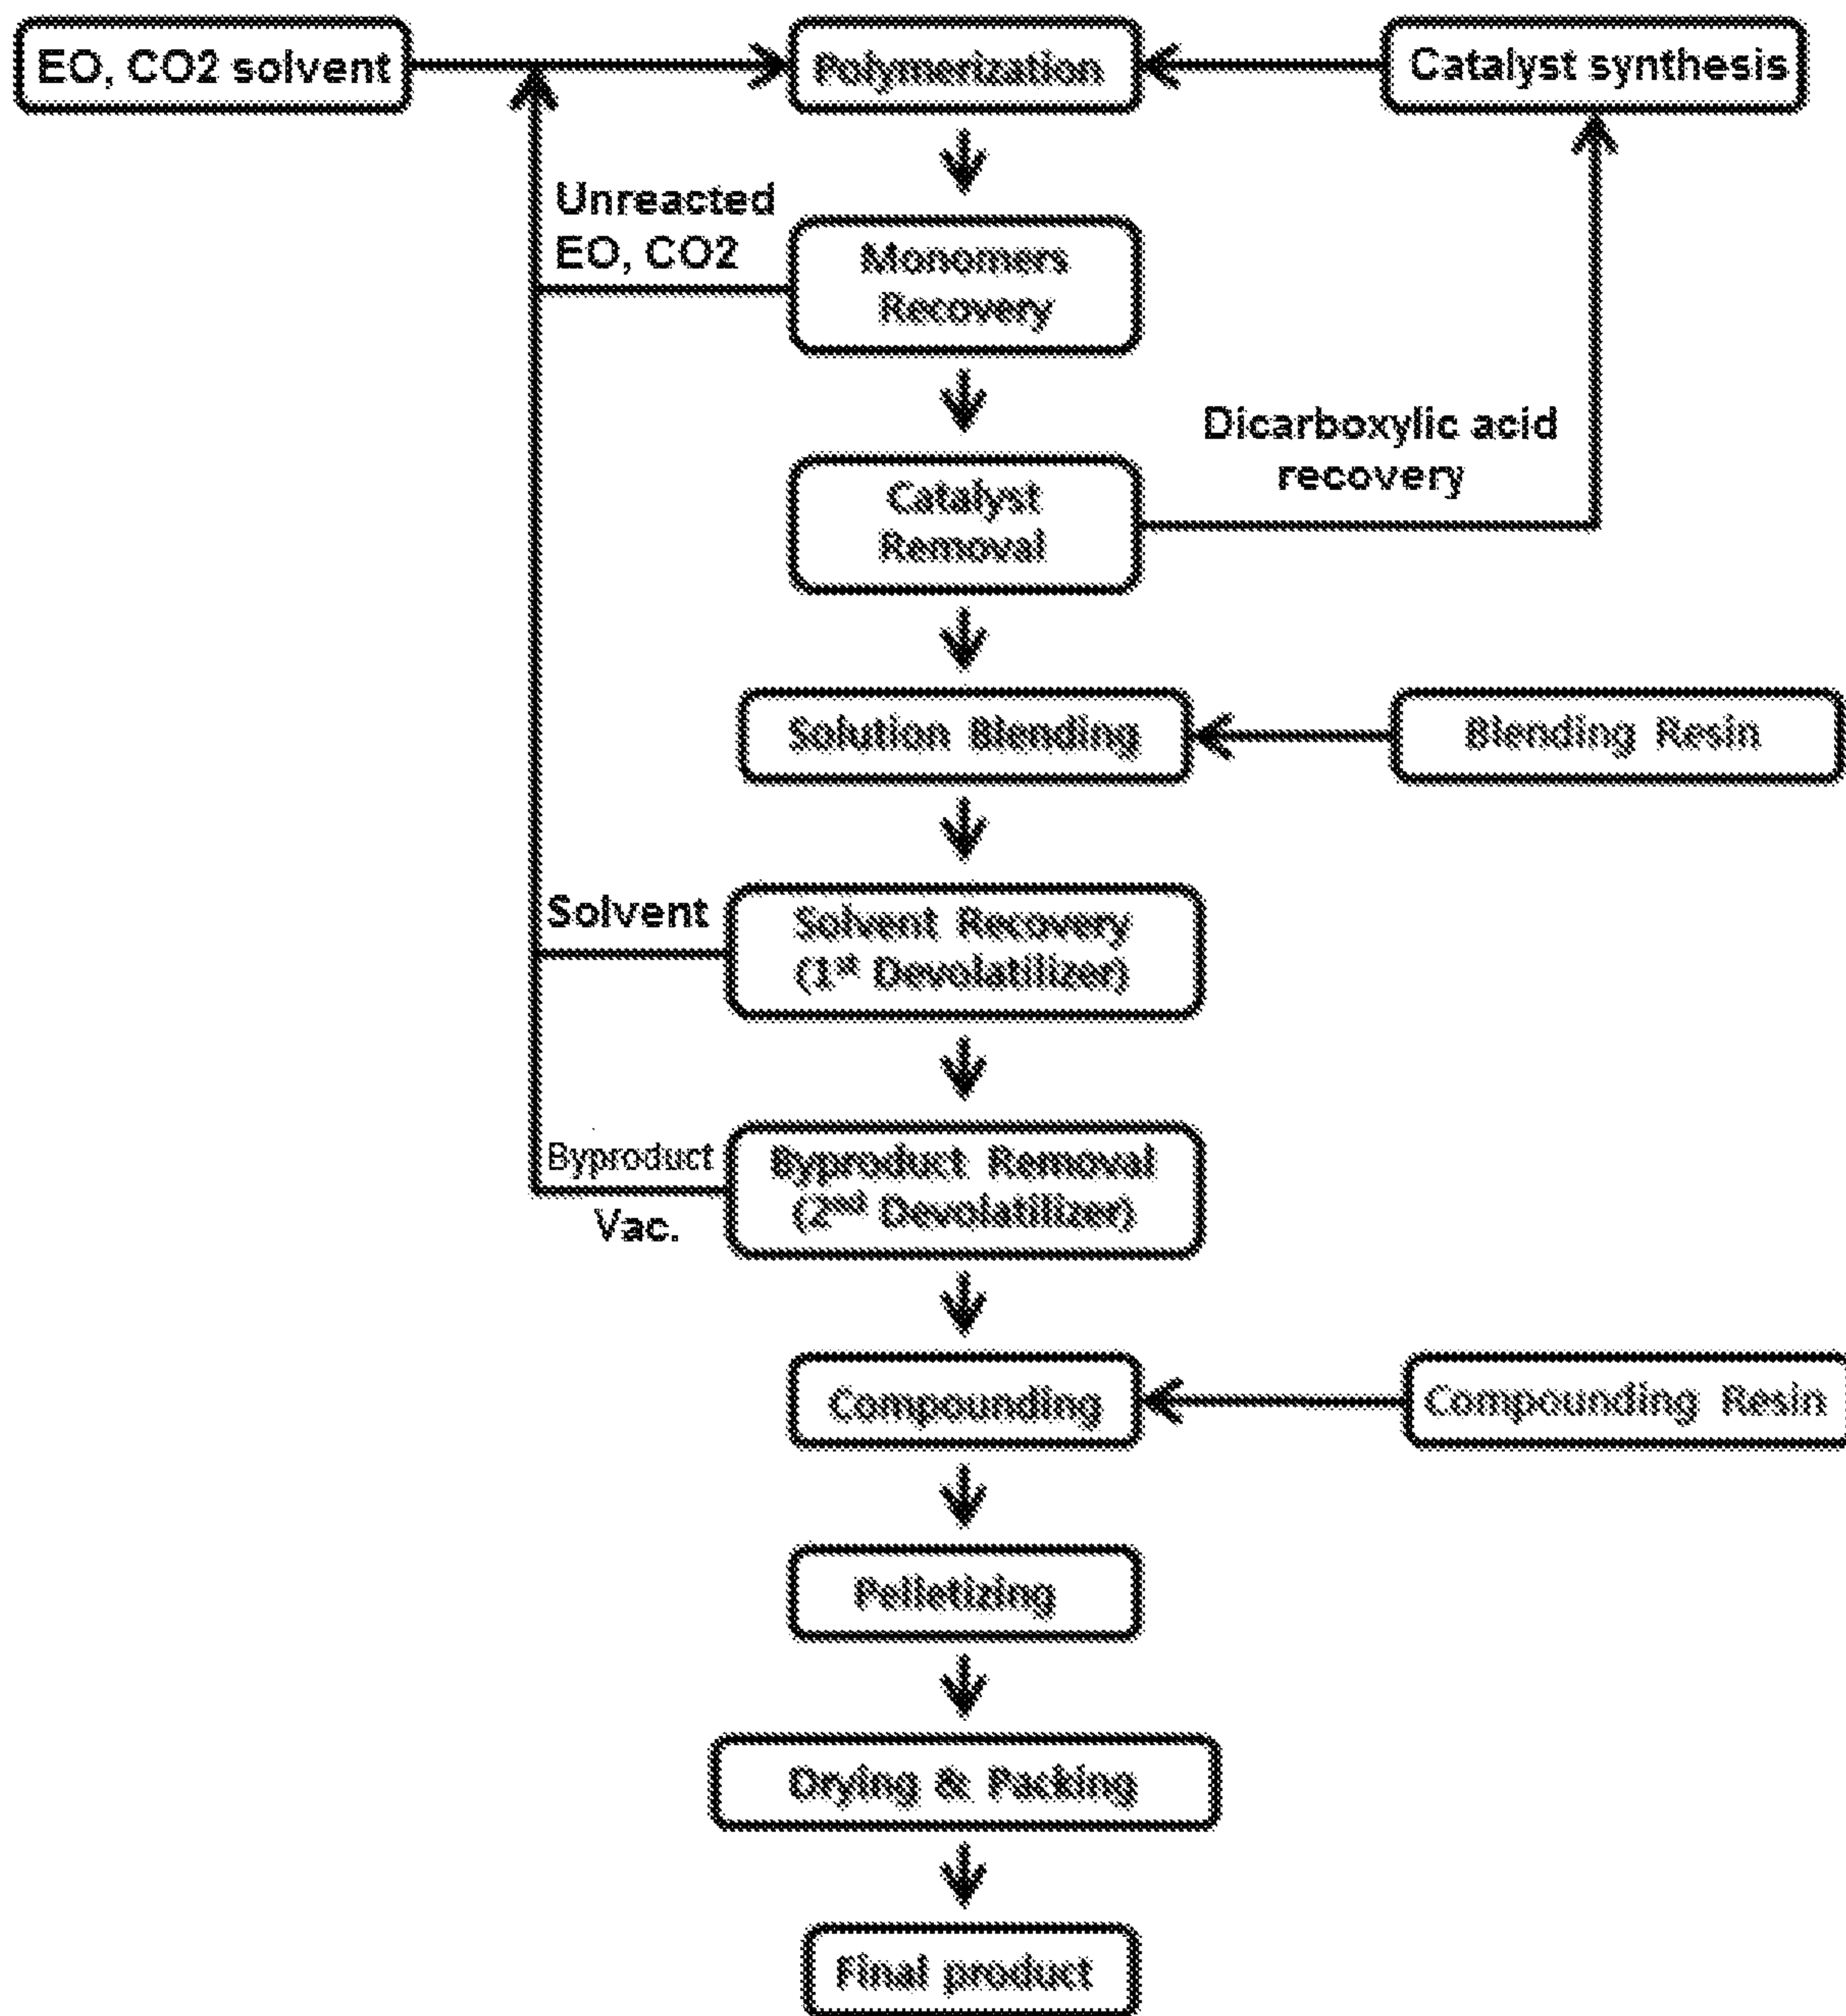 EO, CO2 solvent
Polymerization
Catalyst synthesis
Unreacted
EO, CO2
Monomers
Recovery
Dicarboxylic acid
recovery
Catalyst
Removal
Solution Blending
Blending Resin
Solvent
Solvent Recovery
(1st Devolatilizer)
Byproduct
Vac.
Byproduct Removal
(2nd Devolatilizer)
Compounding
Compounding Resin
Pelletizing
Drying & Packing
Final product